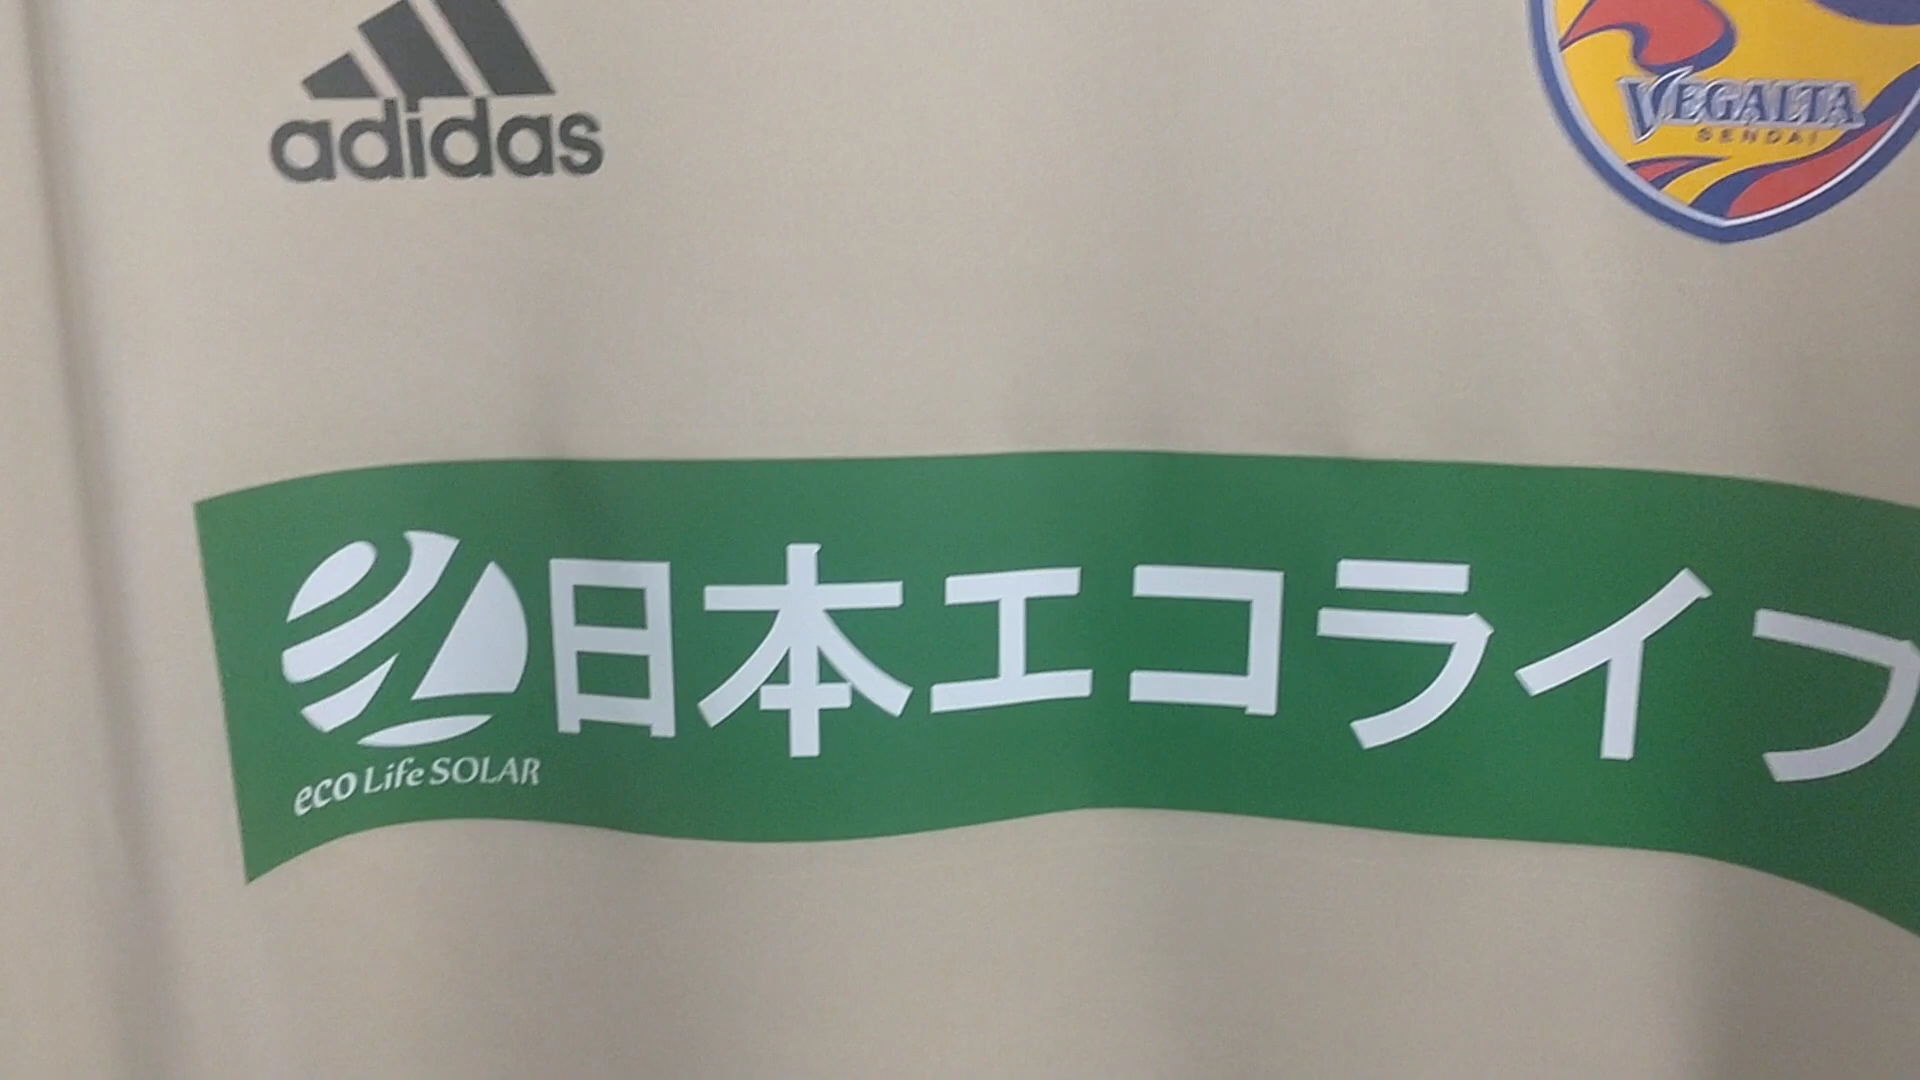 adidas
VEGALTA
SENDAI
日本エコライフ
eco Life SOLAR